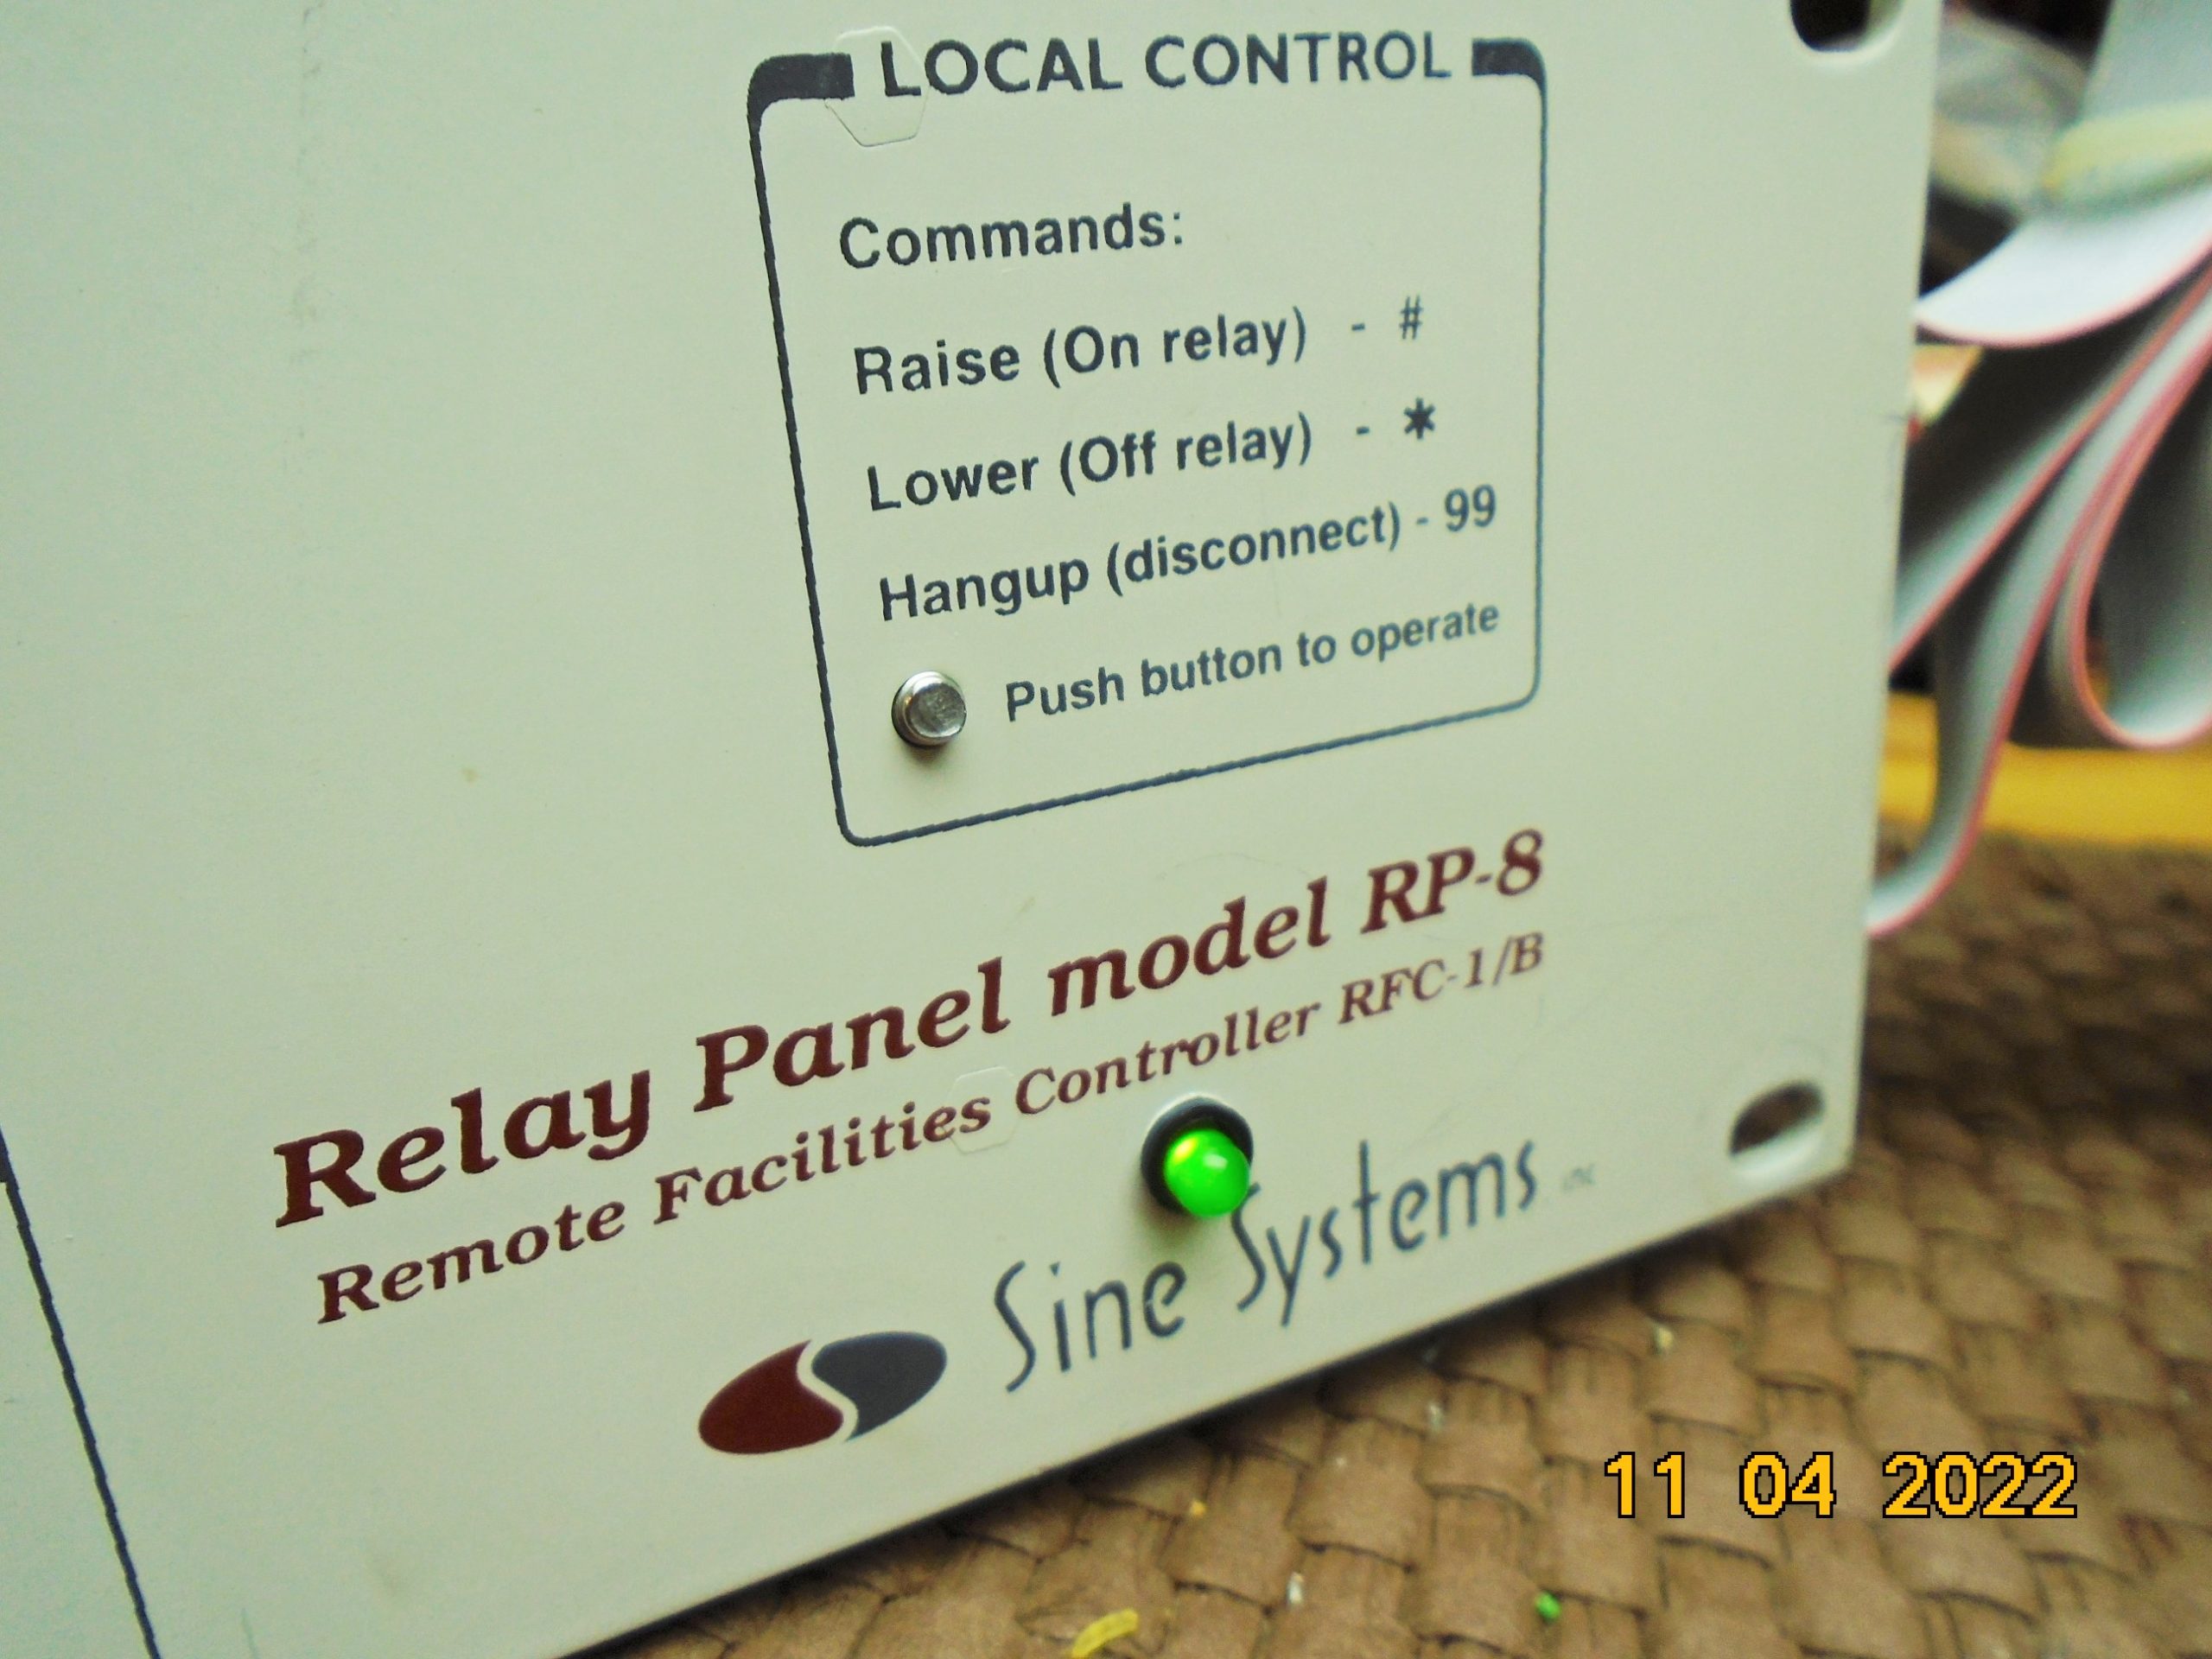 LOCAL CONTROL
Commands:
Raise (On relay) - #
Lower (Off relay) - *
Hangup (disconnect) - 99
Push button to operate
Relay Panel model RP-8
Remote Facilities Controller RFC-1/B
Sine Systems
11 04 2022